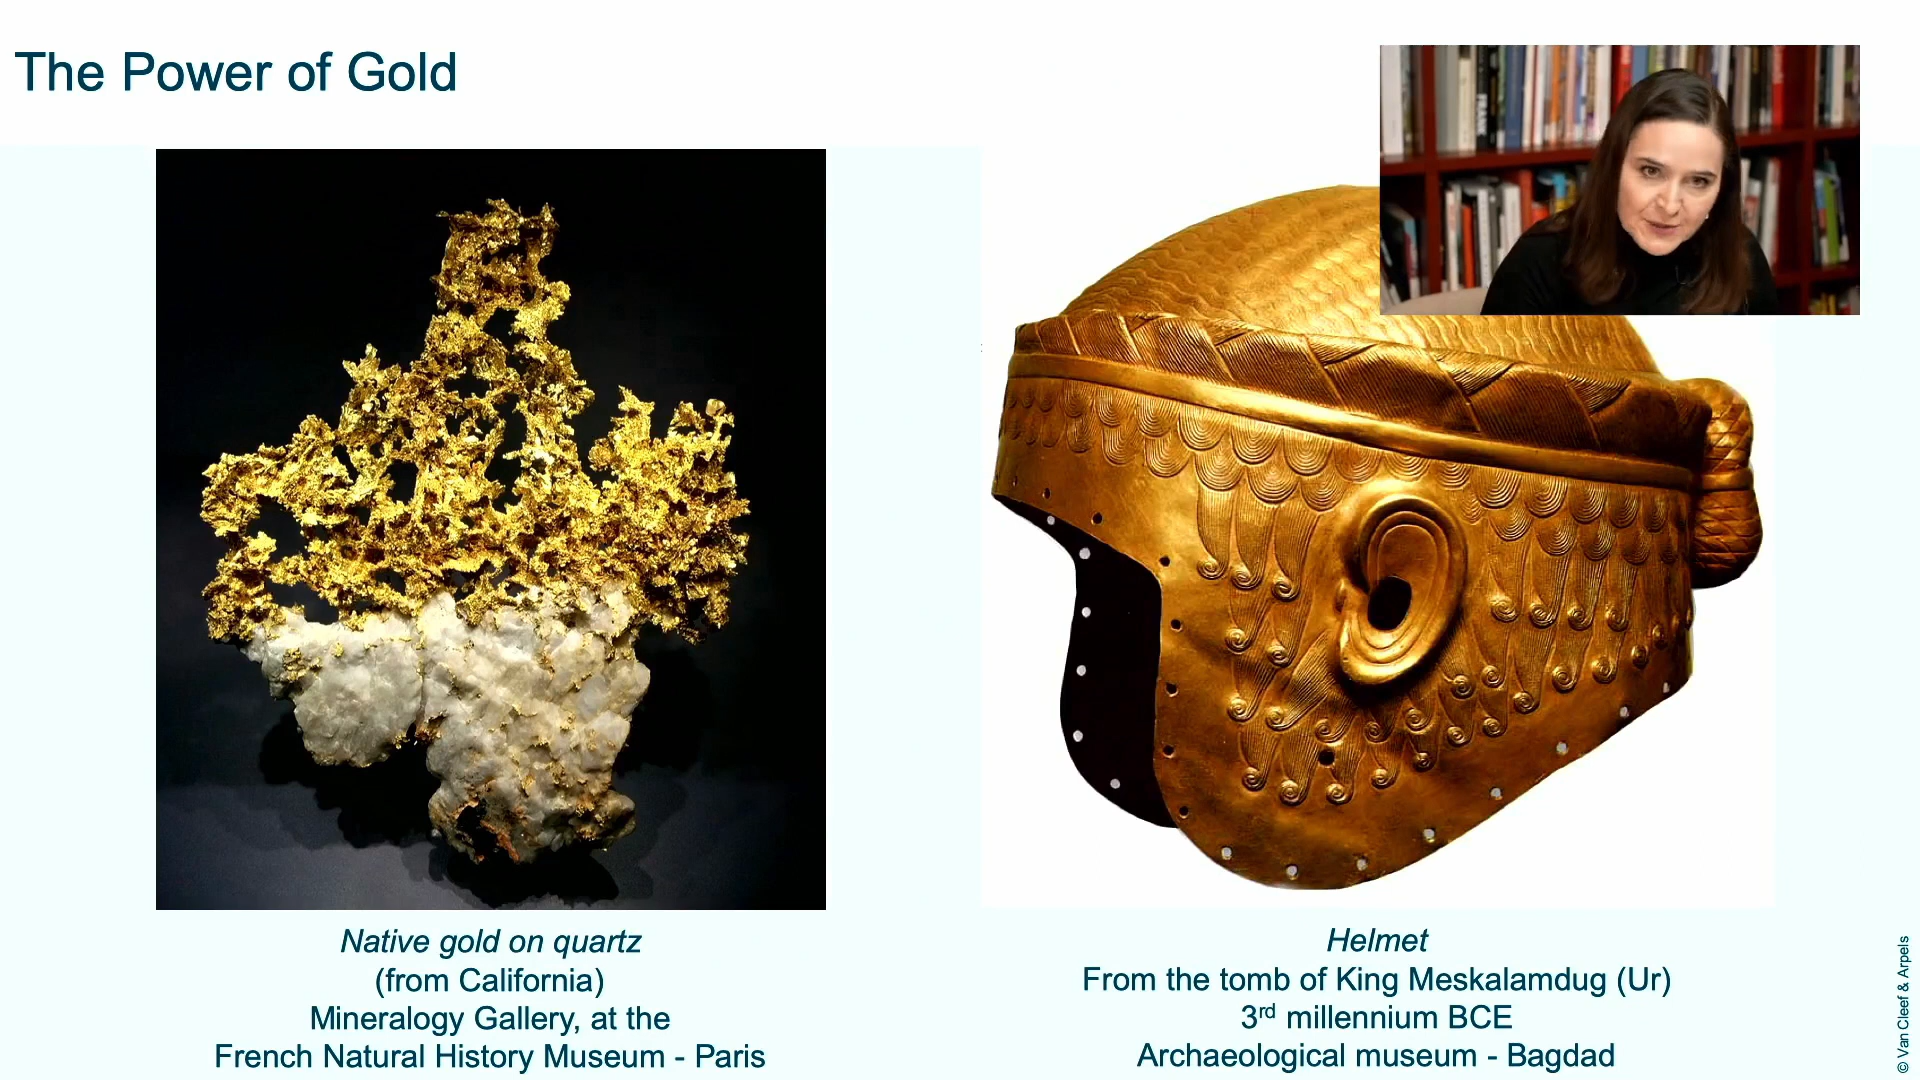 The Power of Gold
Native gold on quartz
(from California)
Mineralogy Gallery, at the
French Natural History Museum - Paris
Helmet
From the tomb of King Meskalamdug (Ur)
3rd millennium BCE
Archaeological museum - Bagdad
© Van Cleef & Arpels